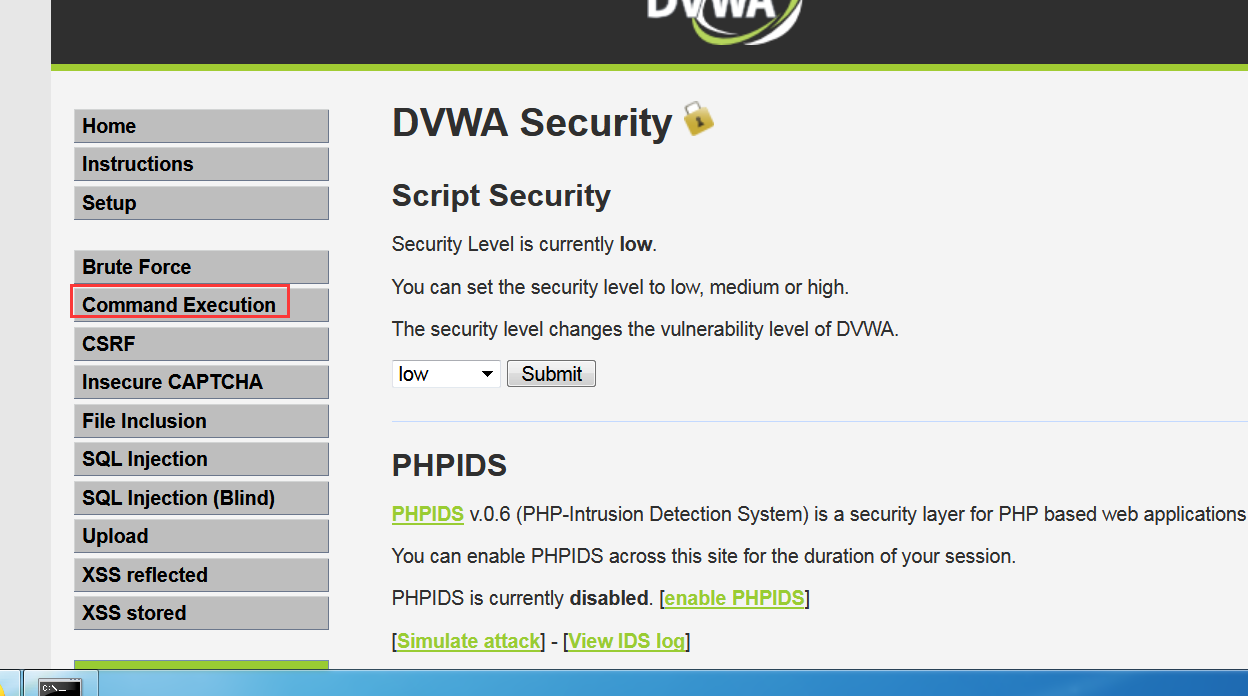 DVWA
Home
Instructions
Setup
Brute Force
Command Execution
CSRF
Insecure CAPTCHA
File Inclusion
SQL Injection
SQL Injection (Blind)
Upload
XSS reflected
XSS stored
DVWA Security
Script Security
Security Level is currently low.
You can set the security level to low, medium or high.
The security level changes the vulnerability level of DVWA.
low Submit
PHPIDS
PHPIDS v.0.6 (PHP-Intrusion Detection System) is a security layer for PHP based web applications
You can enable PHPIDS across this site for the duration of your session.
PHPIDS is currently disabled. [enable PHPIDS]
[Simulate attack] - [View IDS log]
C:\